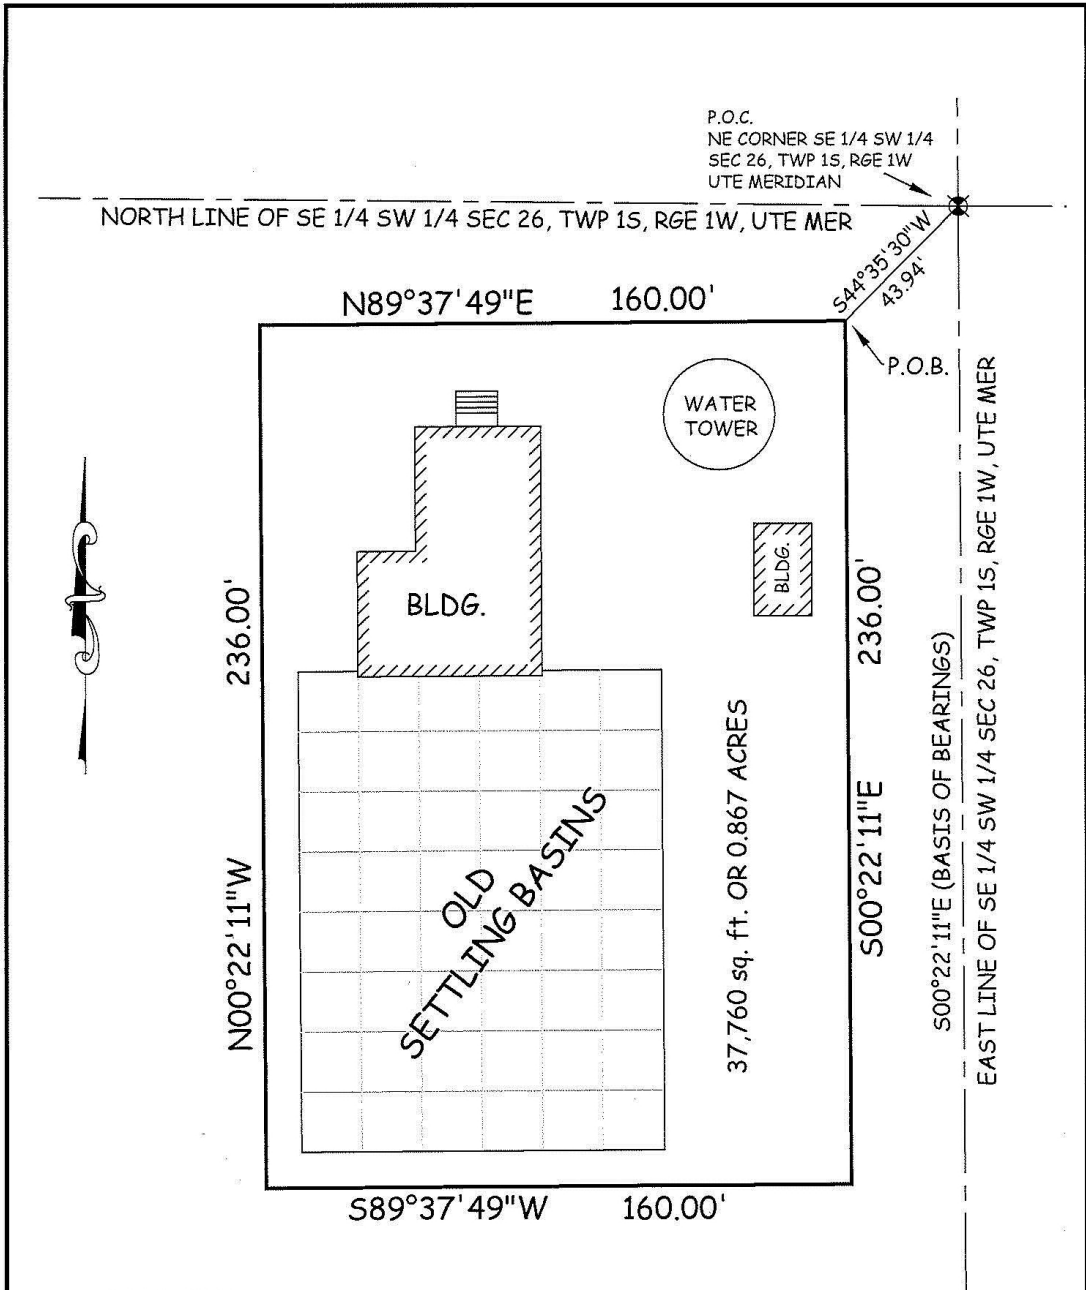 P.O.C.
NE CORNER SE 1/4 SW 1/4
SEC 26, TWP 1S, RGE 1W
UTE MERIDIAN
NORTH LINE OF SE 1/4 SW 1/4 SEC 26, TWP 1S, RGE 1W, UTE MER
S44°35'30"W
43.94'
N89°37'49"E 160.00'
P.O.B.
WATER
TOWER
BLDG.
BLDG.
236.00'
N00°22'11"W
236.00'
S00°22'11"E
OLD
SETTLING BASINS
37,760 sq. ft. OR 0.867 ACRES
S00°22'11"E (BASIS OF BEARINGS)
EAST LINE OF SE 1/4 SW 1/4 SEC 26, TWP 1S, RGE 1W, UTE MER
S89°37'49"W 160.00'